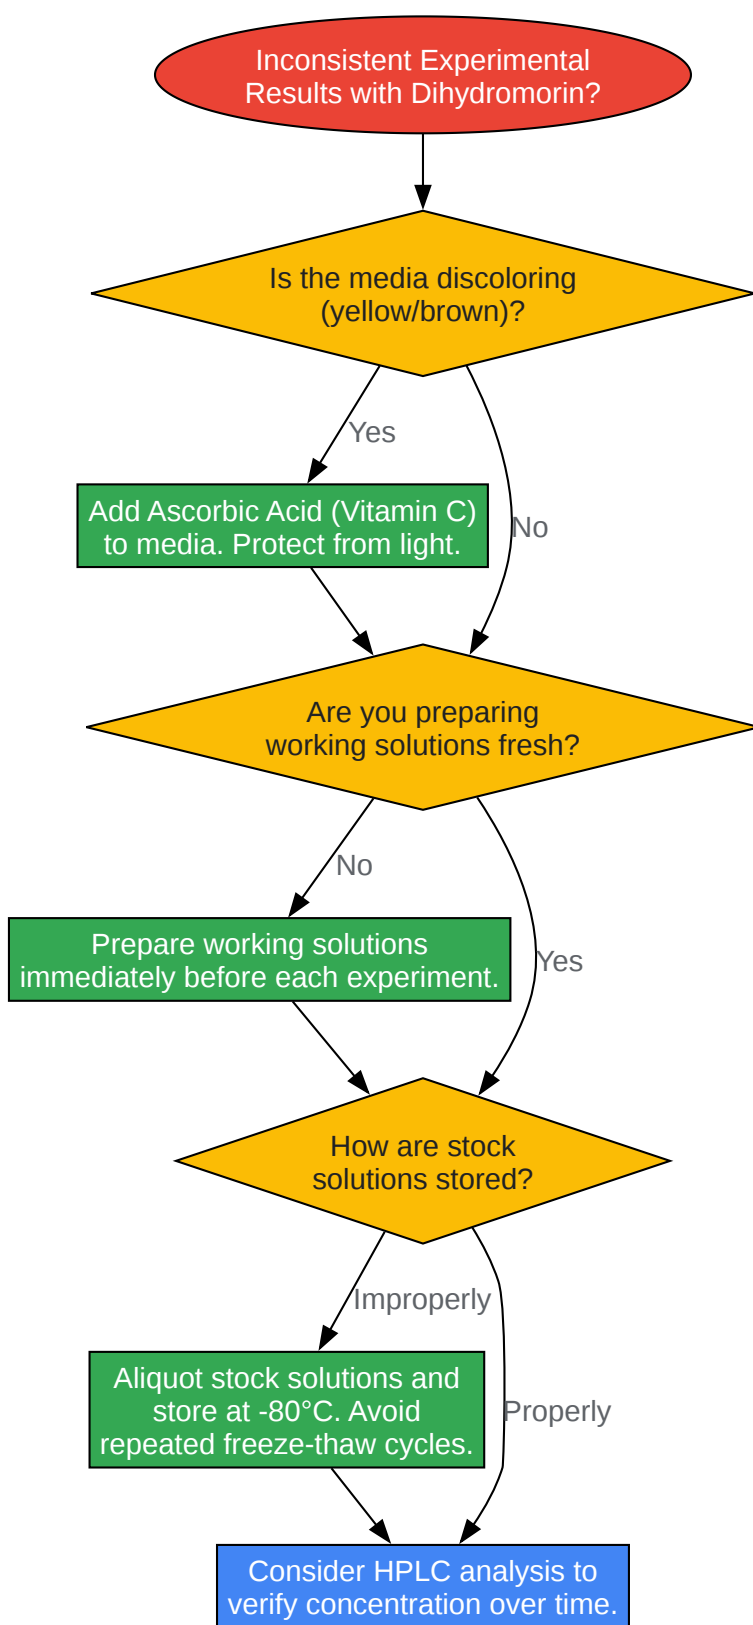 Inconsistent Experimental
Results with Dihydromorin?
Is the media discoloring
(yellow/brown)?
Yes
Add Ascorbic Acid (Vitamin C)
to media. Protect from light.
No
Are you preparing
working solutions fresh?
No
Prepare working solutions
immediately before each experiment.
Yes
How are stock
solutions stored?
Improperly
Aliquot stock solutions and
store at -80°C. Avoid
repeated freeze-thaw cycles.
Properly
Consider HPLC analysis to
verify concentration over time.